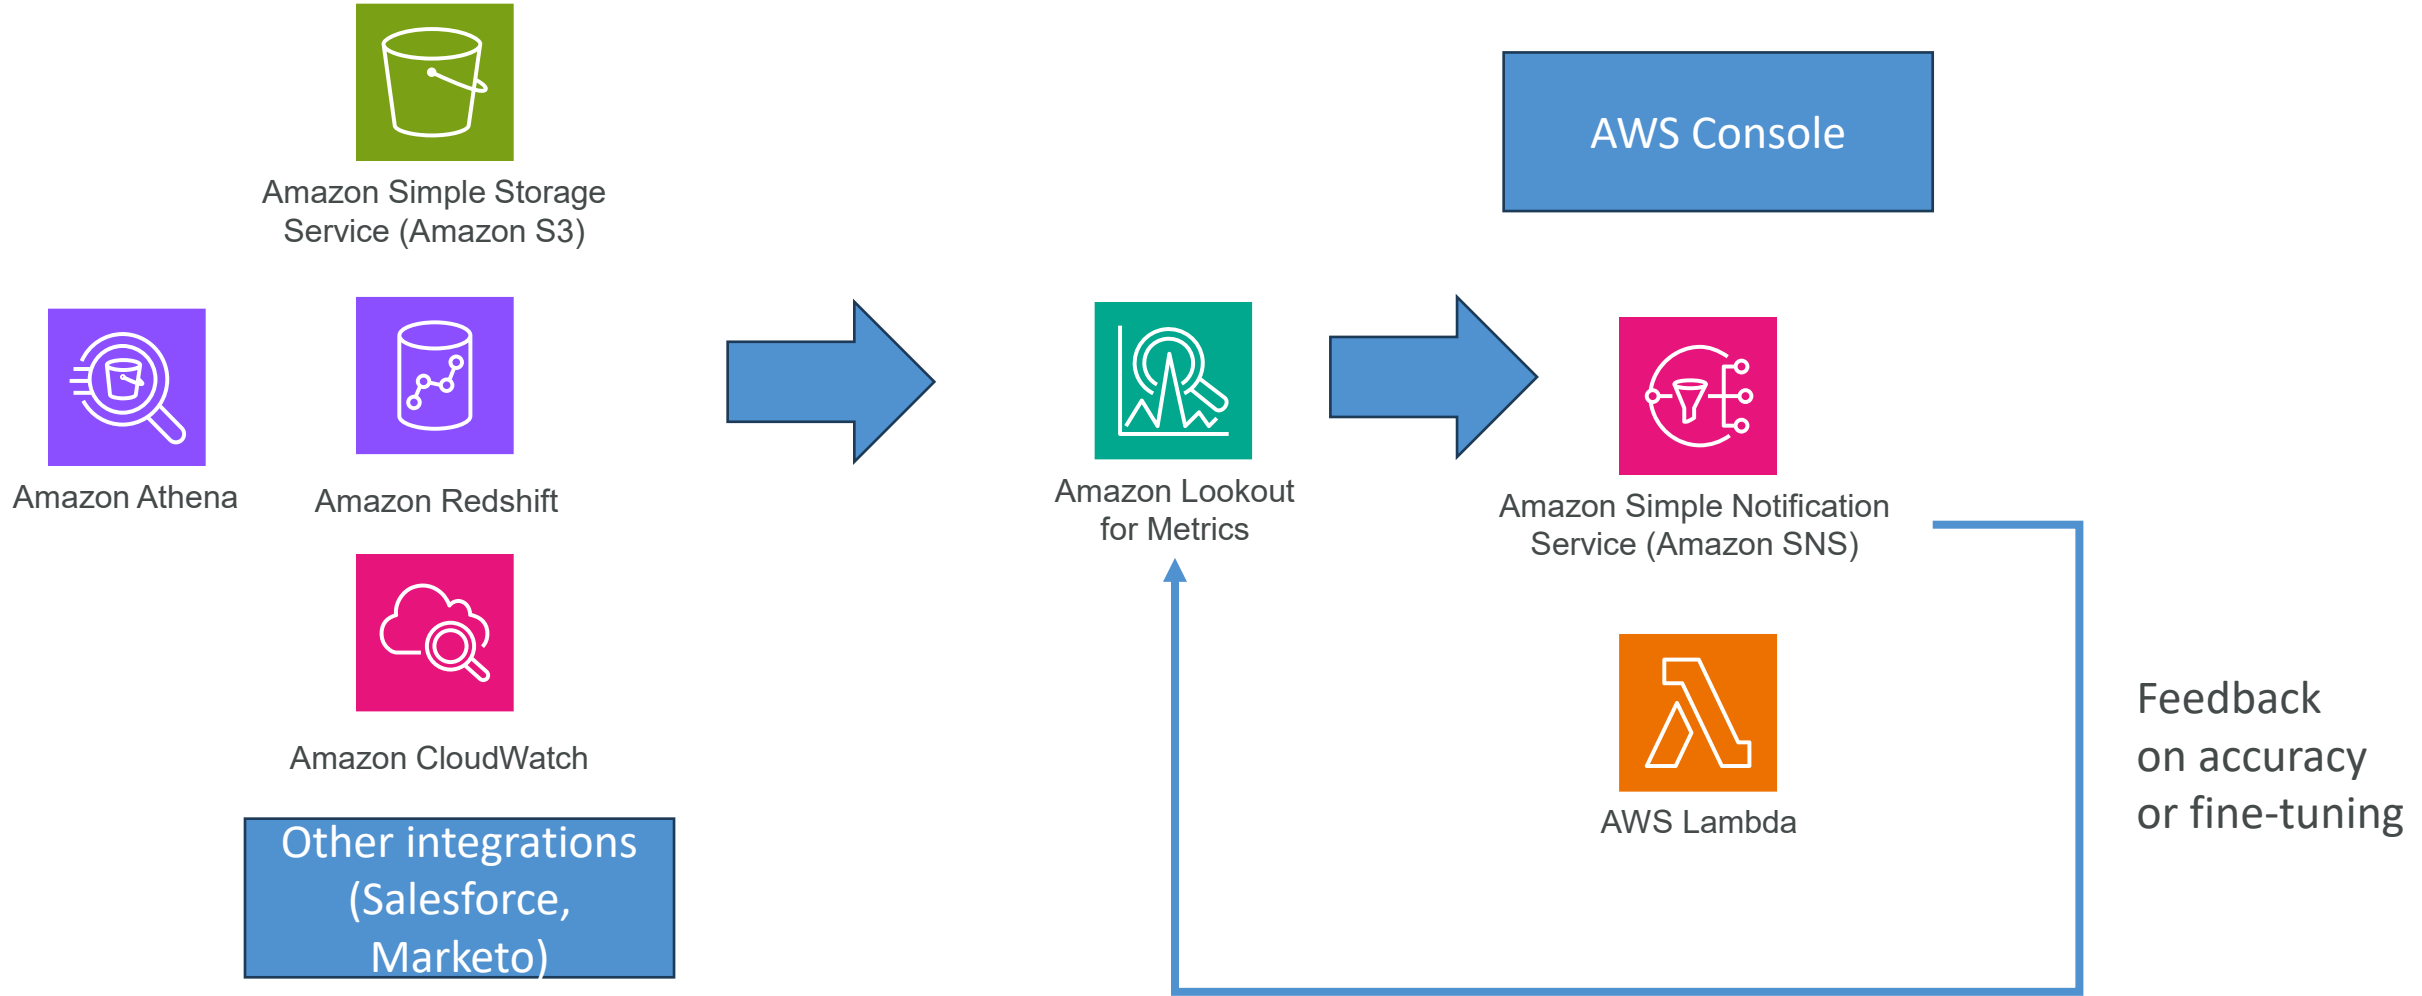 Amazon Simple Storage
Service (Amazon S3)
Amazon Athena
Amazon Redshift
Amazon CloudWatch
Other integrations
(Salesforce,
Marketo)
Amazon Lookout
for Metrics
AWS Console
Amazon Simple Notification
Service (Amazon SNS)
AWS Lambda
Feedback
on accuracy
or fine-tuning